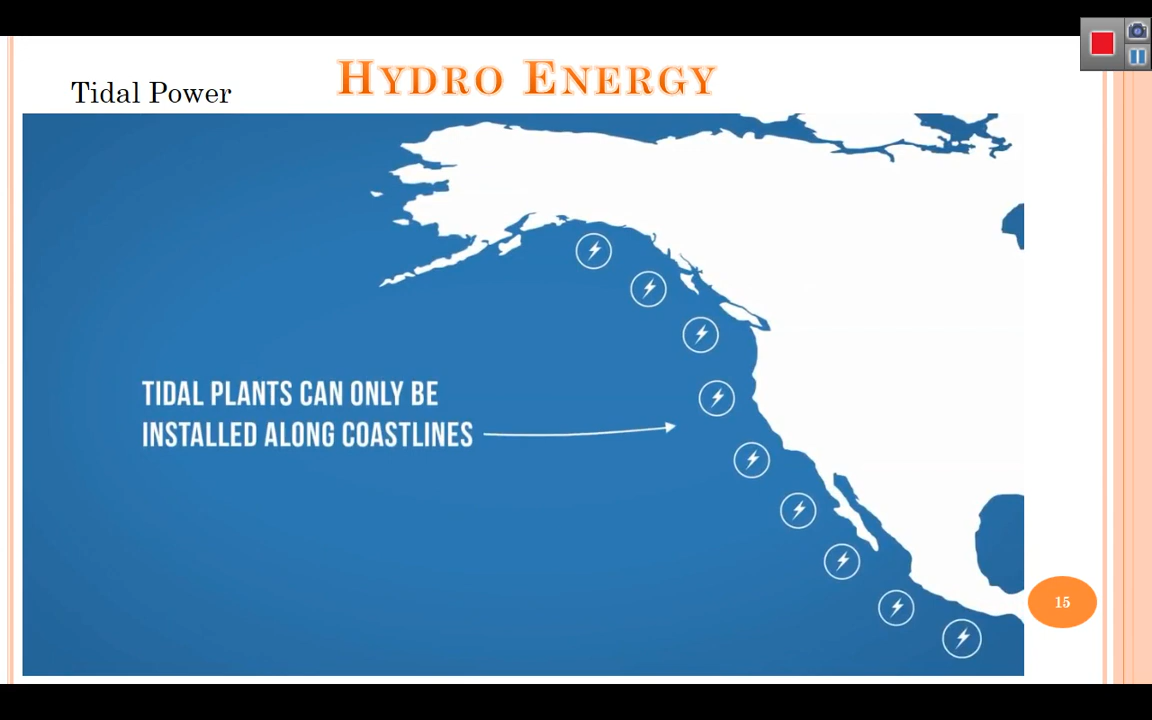 HYDRO ENERGY
Tidal Power
TIDAL PLANTS CAN ONLY BE
INSTALLED ALONG COASTLINES
15